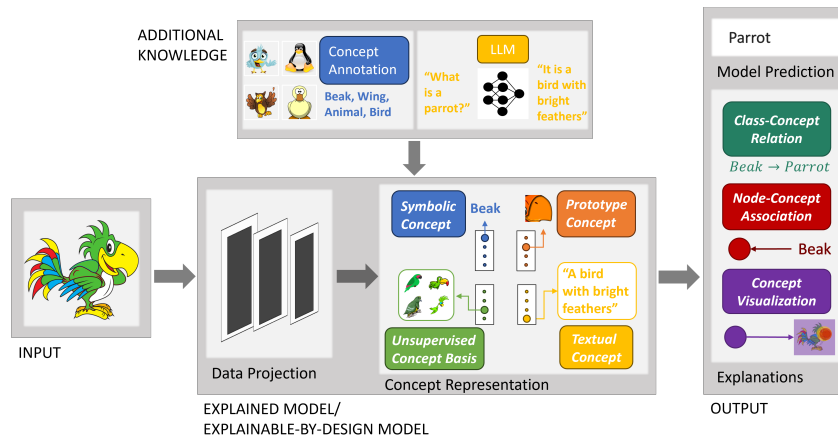 ADDITIONAL
KNOWLEDGE
Concept
Annotation
Beak, Wing,
Animal, Bird
LLM
“What
is a
parrot?”
“It is a
bird with
bright
feathers”
INPUT
Data Projection
Symbolic
Concept
Beak
Prototype
Concept
“A bird
with bright
feathers”
Unsupervised
Concept Basis
Textual
Concept
Concept Representation
EXPLAINED MODEL/
EXPLAINABLE-BY-DESIGN MODEL
Parrot
Model Prediction
Class-Concept
Relation
Beak → Parrot
Node-Concept
Association
Beak
Concept
Visualization
Explanations
OUTPUT